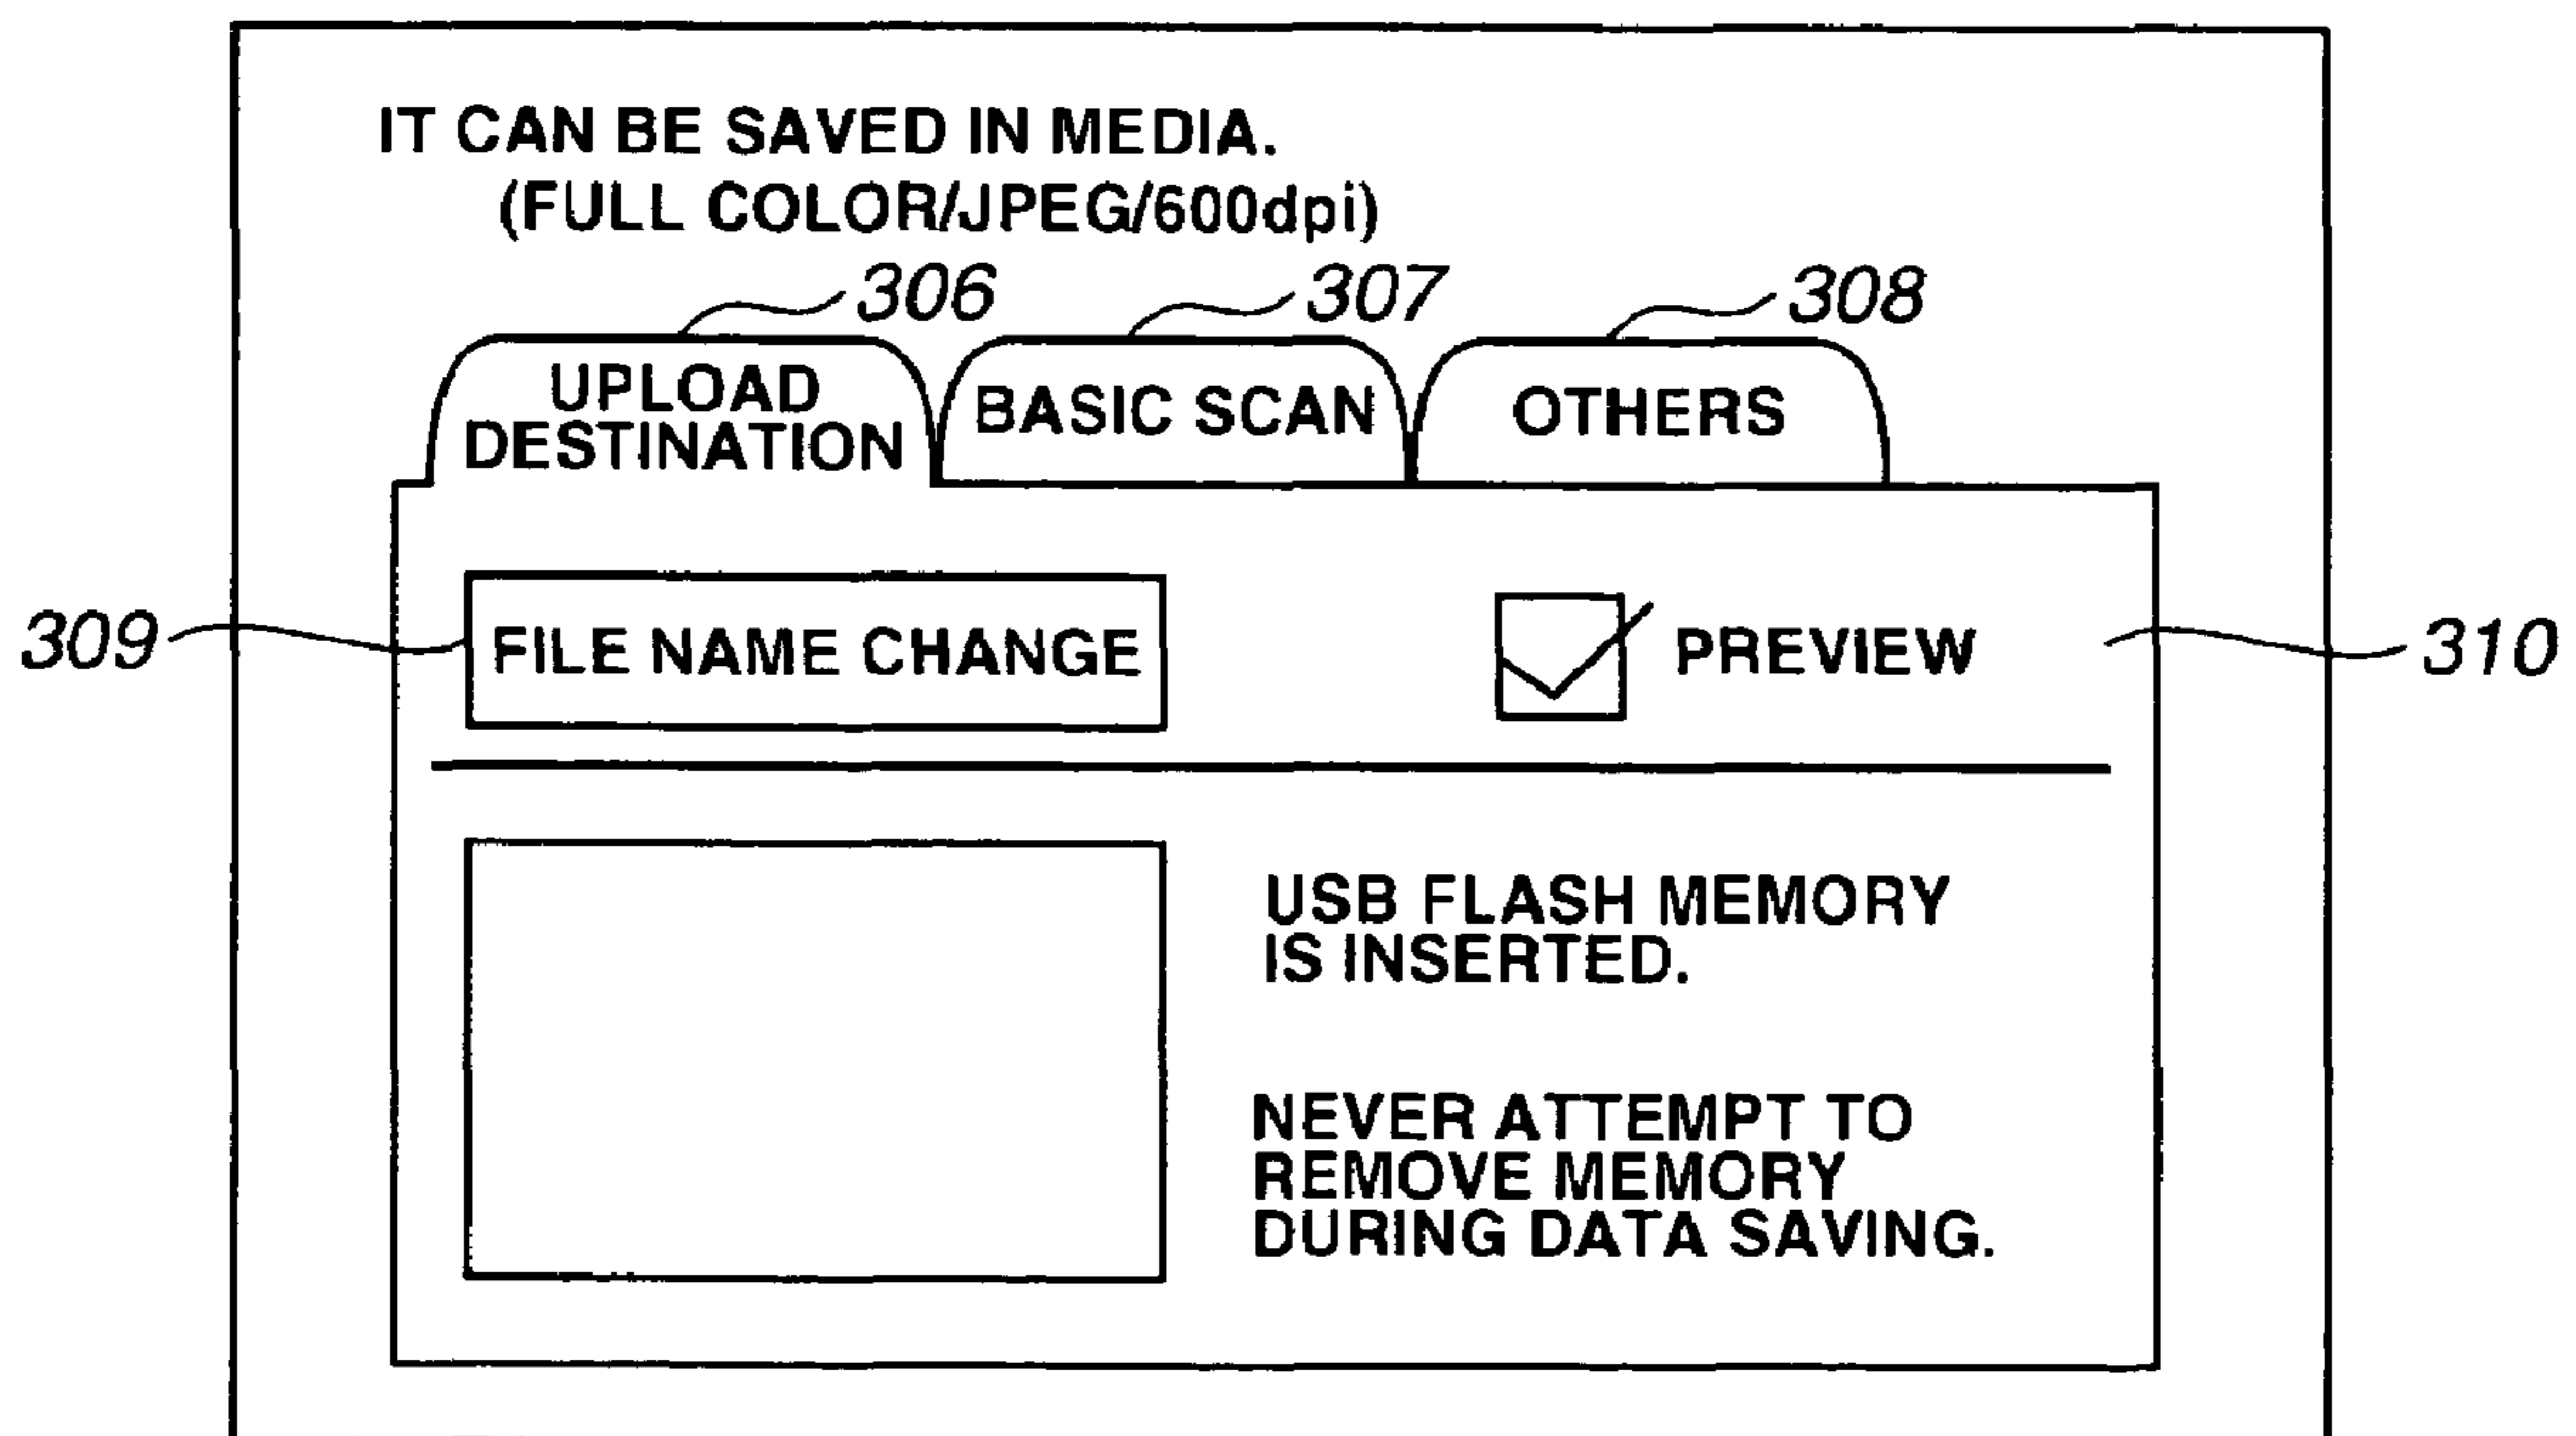 IT CAN BE SAVED IN MEDIA.
(FULL COLOR/JPEG/600dpi)
306
307
308
UPLOAD
DESTINATION
BASIC SCAN
OTHERS
309
FILE NAME CHANGE
PREVIEW
310
USB FLASH MEMORY
IS INSERTED.
NEVER ATTEMPT TO
REMOVE MEMORY
DURING DATA SAVING.